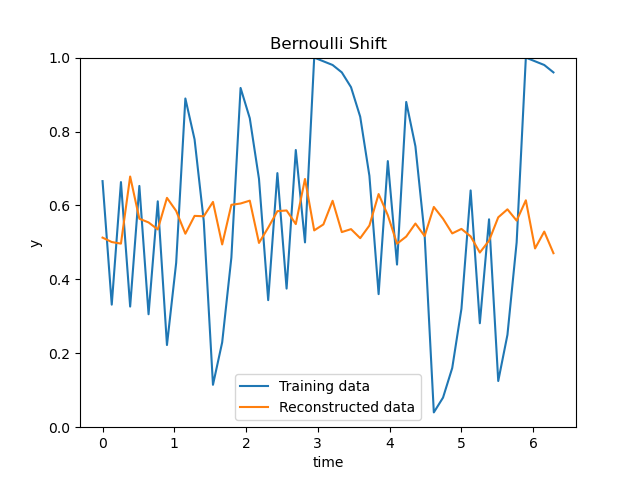 Bernoulli Shift
1.0
0.8
0.6
0.4
0.2
0.0
y
Training data
Reconstructed data
0 1 2 3 4 5 6
time